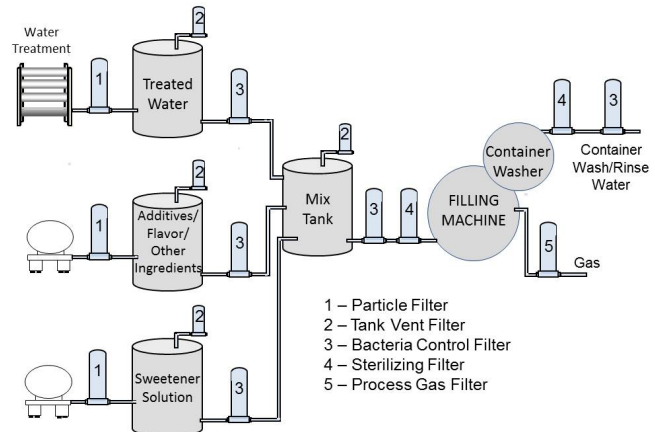 Water
Treatment
1
2
Treated
Water
3
1
2
Additives/
Flavor/
Other
Ingredients
3
1
2
Sweetener
Solution
3
2
Mix
Tank
3
4
FILLING
MACHINE
Container
Washer
4
3
Container
Wash/Rinse
Water
5
Gas
1 – Particle Filter
2 – Tank Vent Filter
3 – Bacteria Control Filter
4 – Sterilizing Filter
5 – Process Gas Filter